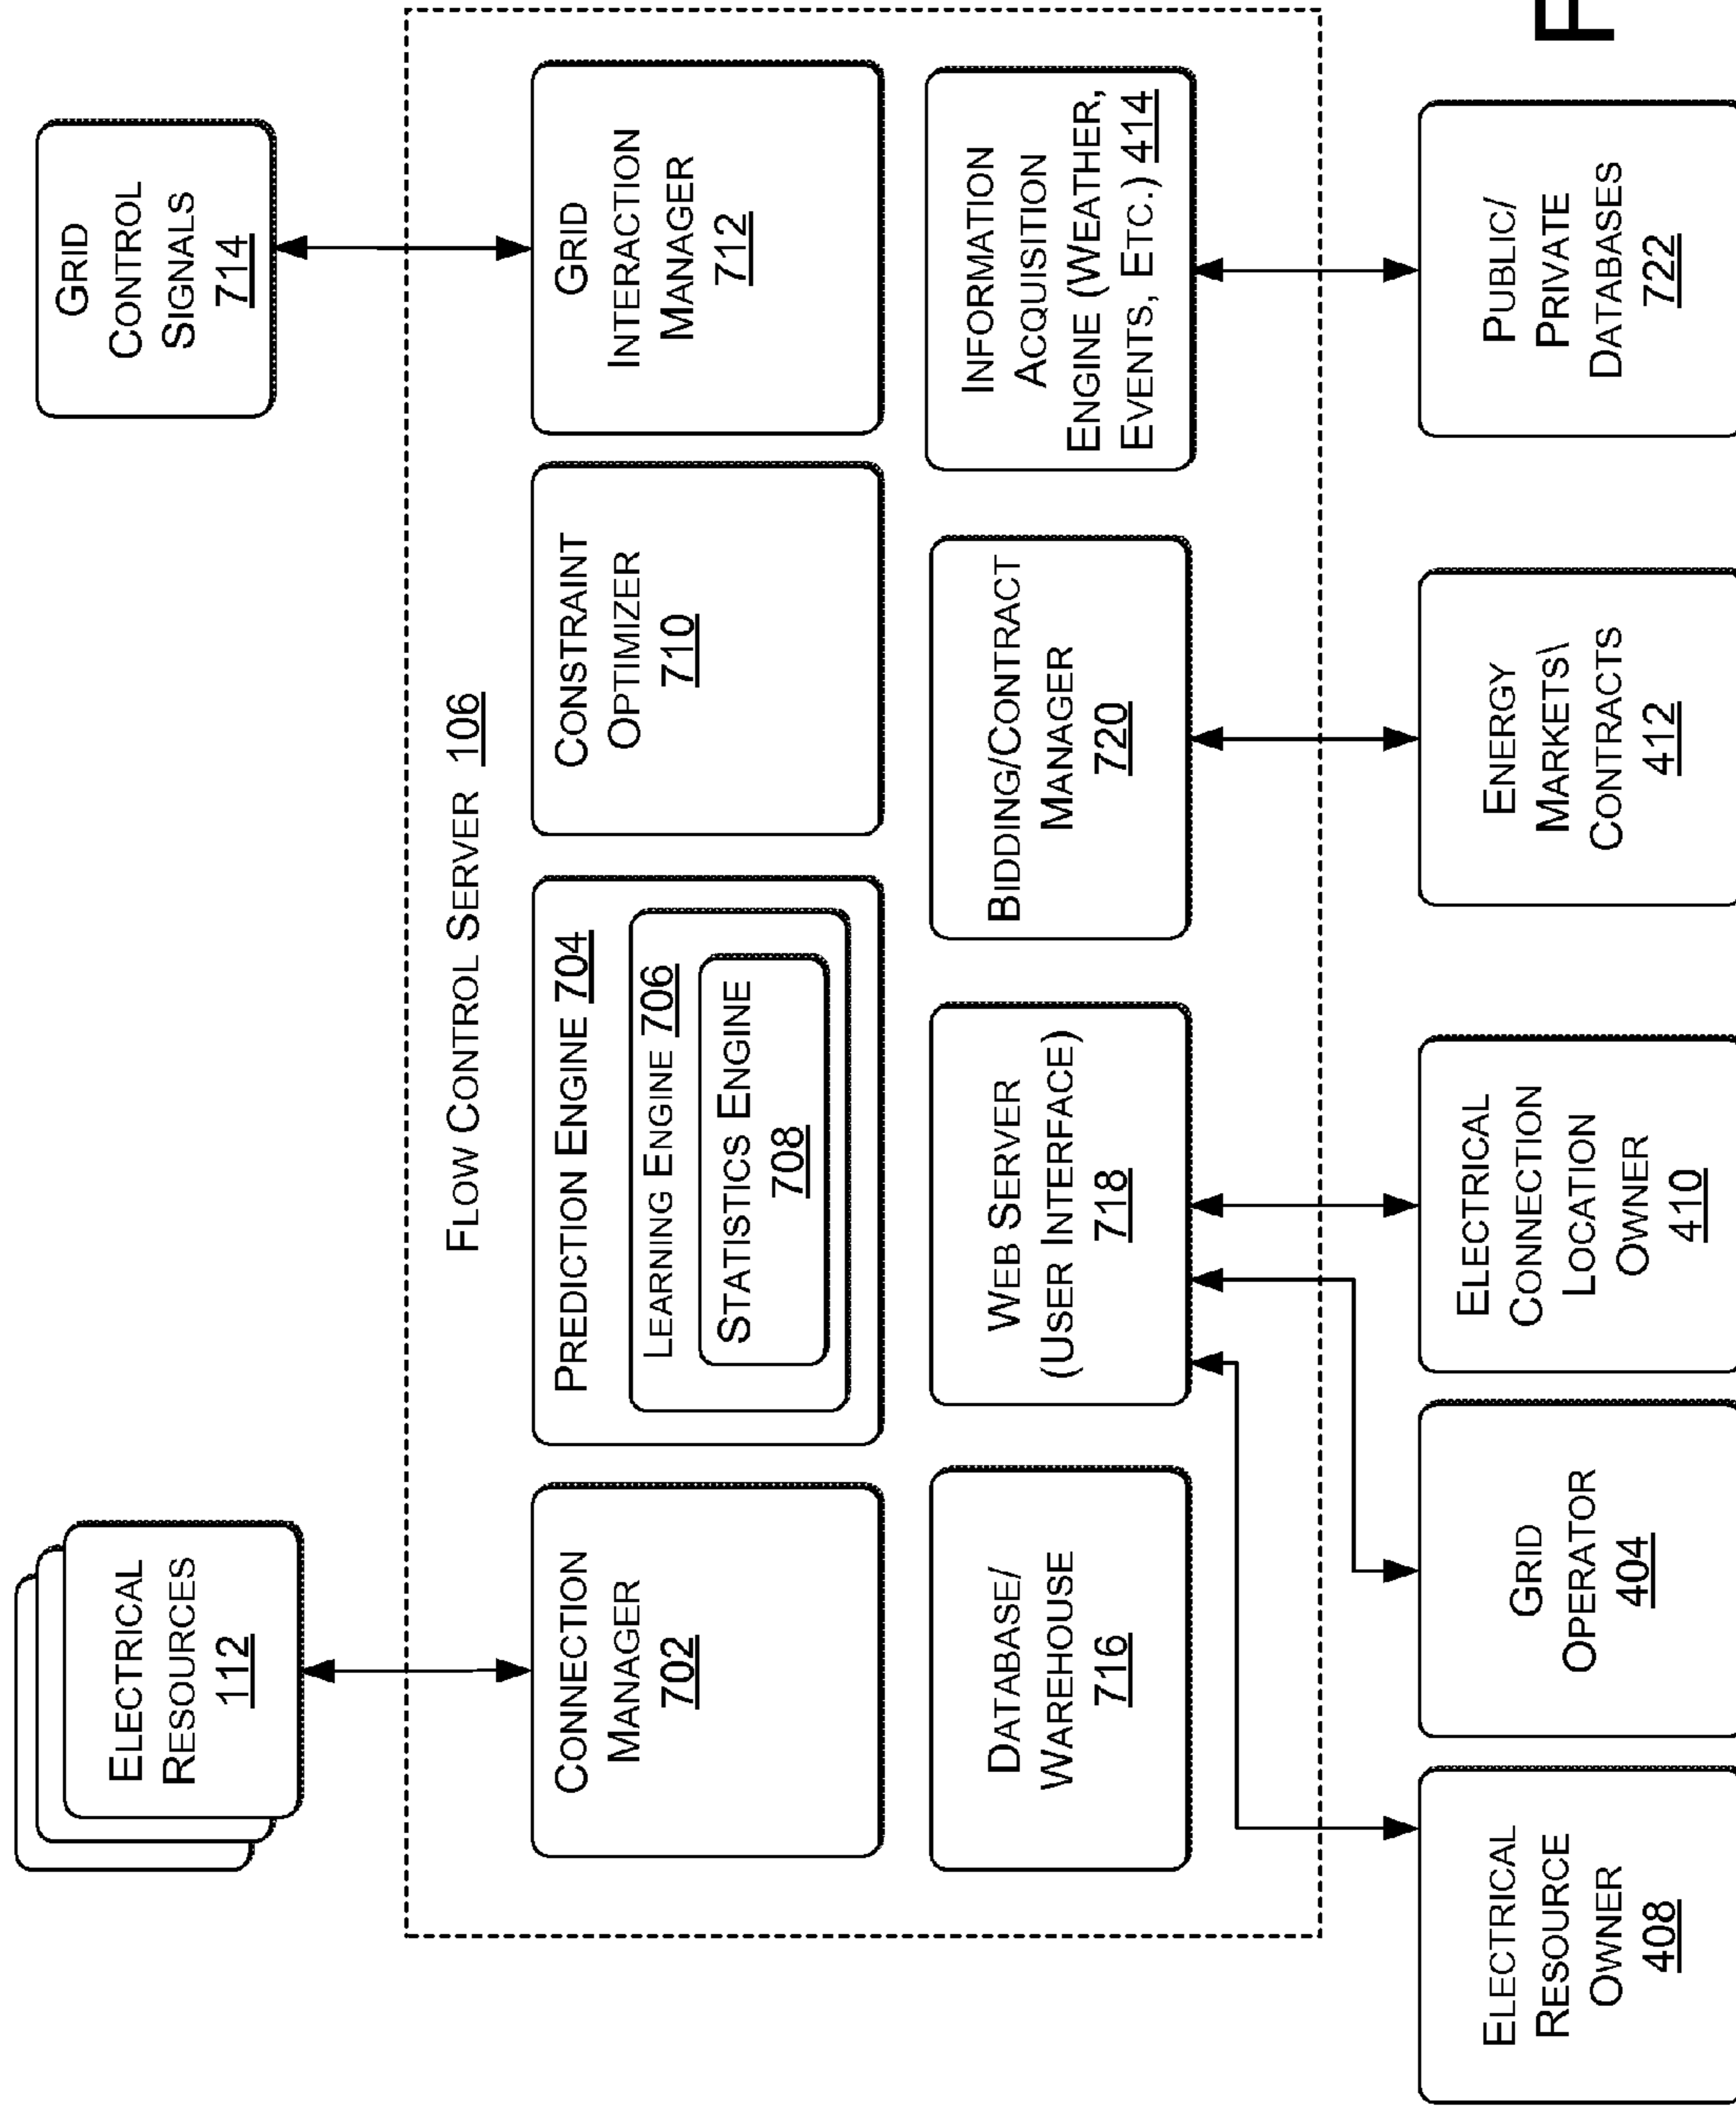 ELECTRICAL
RESOURCES
112
GRID
CONTROL
SIGNALS
714
FLOW CONTROL SERVER 106
CONNECTION
MANAGER
702
PREDICTION ENGINE 704
LEARNING ENGINE 706
STATISTICS ENGINE
708
CONSTRAINT
OPTIMIZER
710
GRID
INTERACTION
MANAGER
712
DATABASE/
WAREHOUSE
716
WEB SERVER
(USER INTERFACE)
718
BIDDING/CONTRACT
MANAGER
720
INFORMATION
ACQUISITION
ENGINE (WEATHER,
EVENTS, ETC.) 414
ELECTRICAL
RESOURCE
OWNER
408
GRID
OPERATOR
404
ELECTRICAL
CONNECTION
LOCATION
OWNER
410
ENERGY
MARKETS\
CONTRACTS
412
PUBLIC/
PRIVATE
DATABASES
722
F